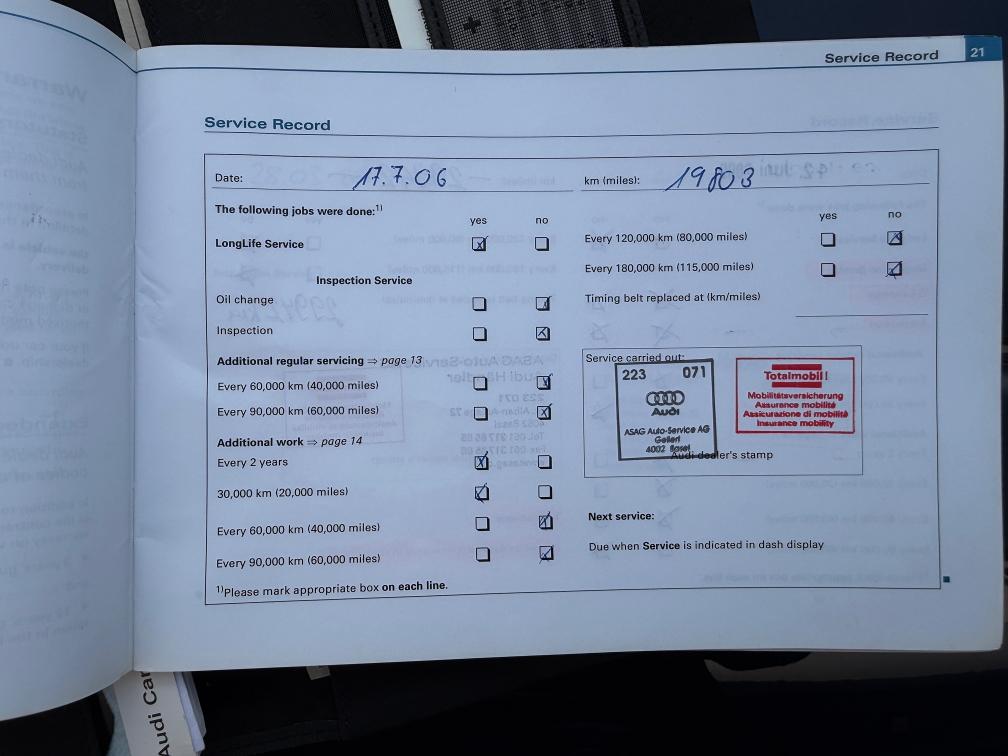 Service Record
21
Service Record
Date: 17.7.06
km (miles): 19803
The following jobs were done:1)
yes no
LongLife Service
Inspection Service
Oil change
Inspection
Additional regular servicing ⇒ page 13
Every 60,000 km (40,000 miles)
Every 90,000 km (60,000 miles)
Additional work ⇒ page 14
Every 2 years
30,000 km (20,000 miles)
Every 60,000 km (40,000 miles)
Every 90,000 km (60,000 miles)
1)Please mark appropriate box on each line.
yes no
Every 120,000 km (80,000 miles)
Every 180,000 km (115,000 miles)
Timing belt replaced at (km/miles)
Service carried out:
223 071
Audi
ASAG Auto-Service AG
Gellert
4002 Basel
Totalmobil!
Mobilitätsversicherung
Assurance mobilité
Assicurazione di mobilità
Insurance mobility
Audi dealer's stamp
Next service:
Due when Service is indicated in dash display
Audi Car